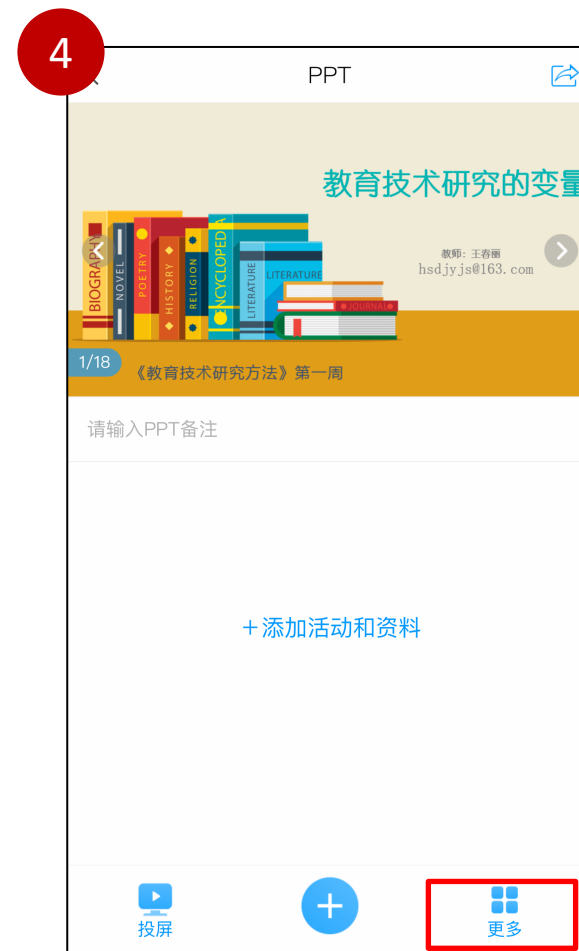 4
PPT
教育技术研究的变量
教师: 王春丽
hsdjyjs@163.com
BIOGRAPHY
NOVEL
POETRY
HISTORY
RELIGION
ENCYCLOPEDIA
LITERATURE
LITERATURE
JOURNAL
1/18
《教育技术研究方法》第一周
请输入PPT备注
+添加活动和资料
投屏
更多